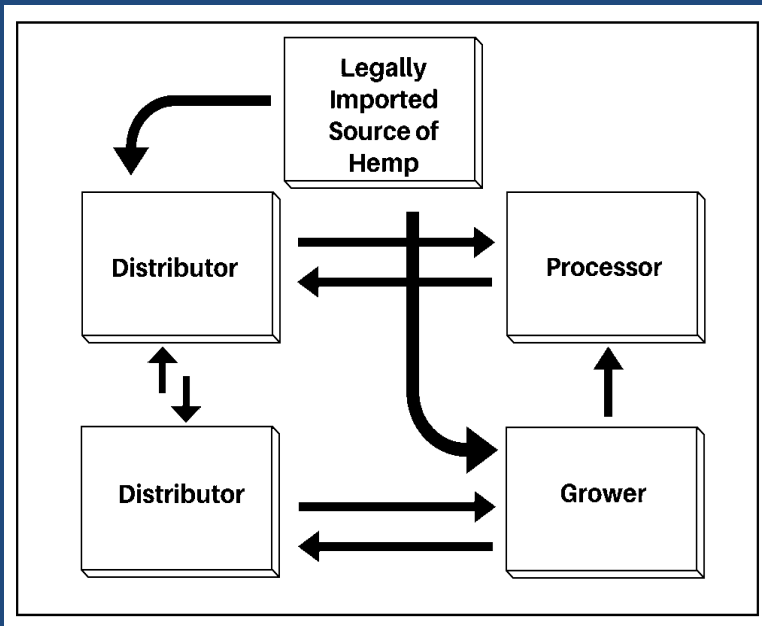 Legally
Imported
Source of
Hemp
Distributor
Processor
Distributor
Grower